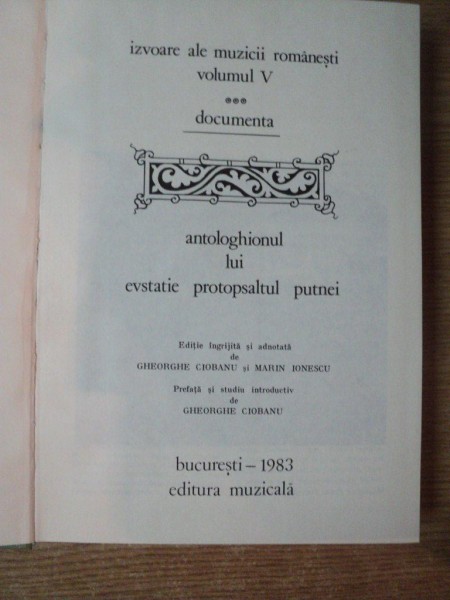 izvoare ale muzicii românești
volumul V
documenta
antologhionul
lui
evstatie protopsaltul putnei
Ediție îngrijită și adnotată
de
GHEORGHE CIOBANU și MARIN IONESCU
Prefață și studiu introductiv
de
GHEORGHE CIOBANU
bucurești – 1983
editura muzicală